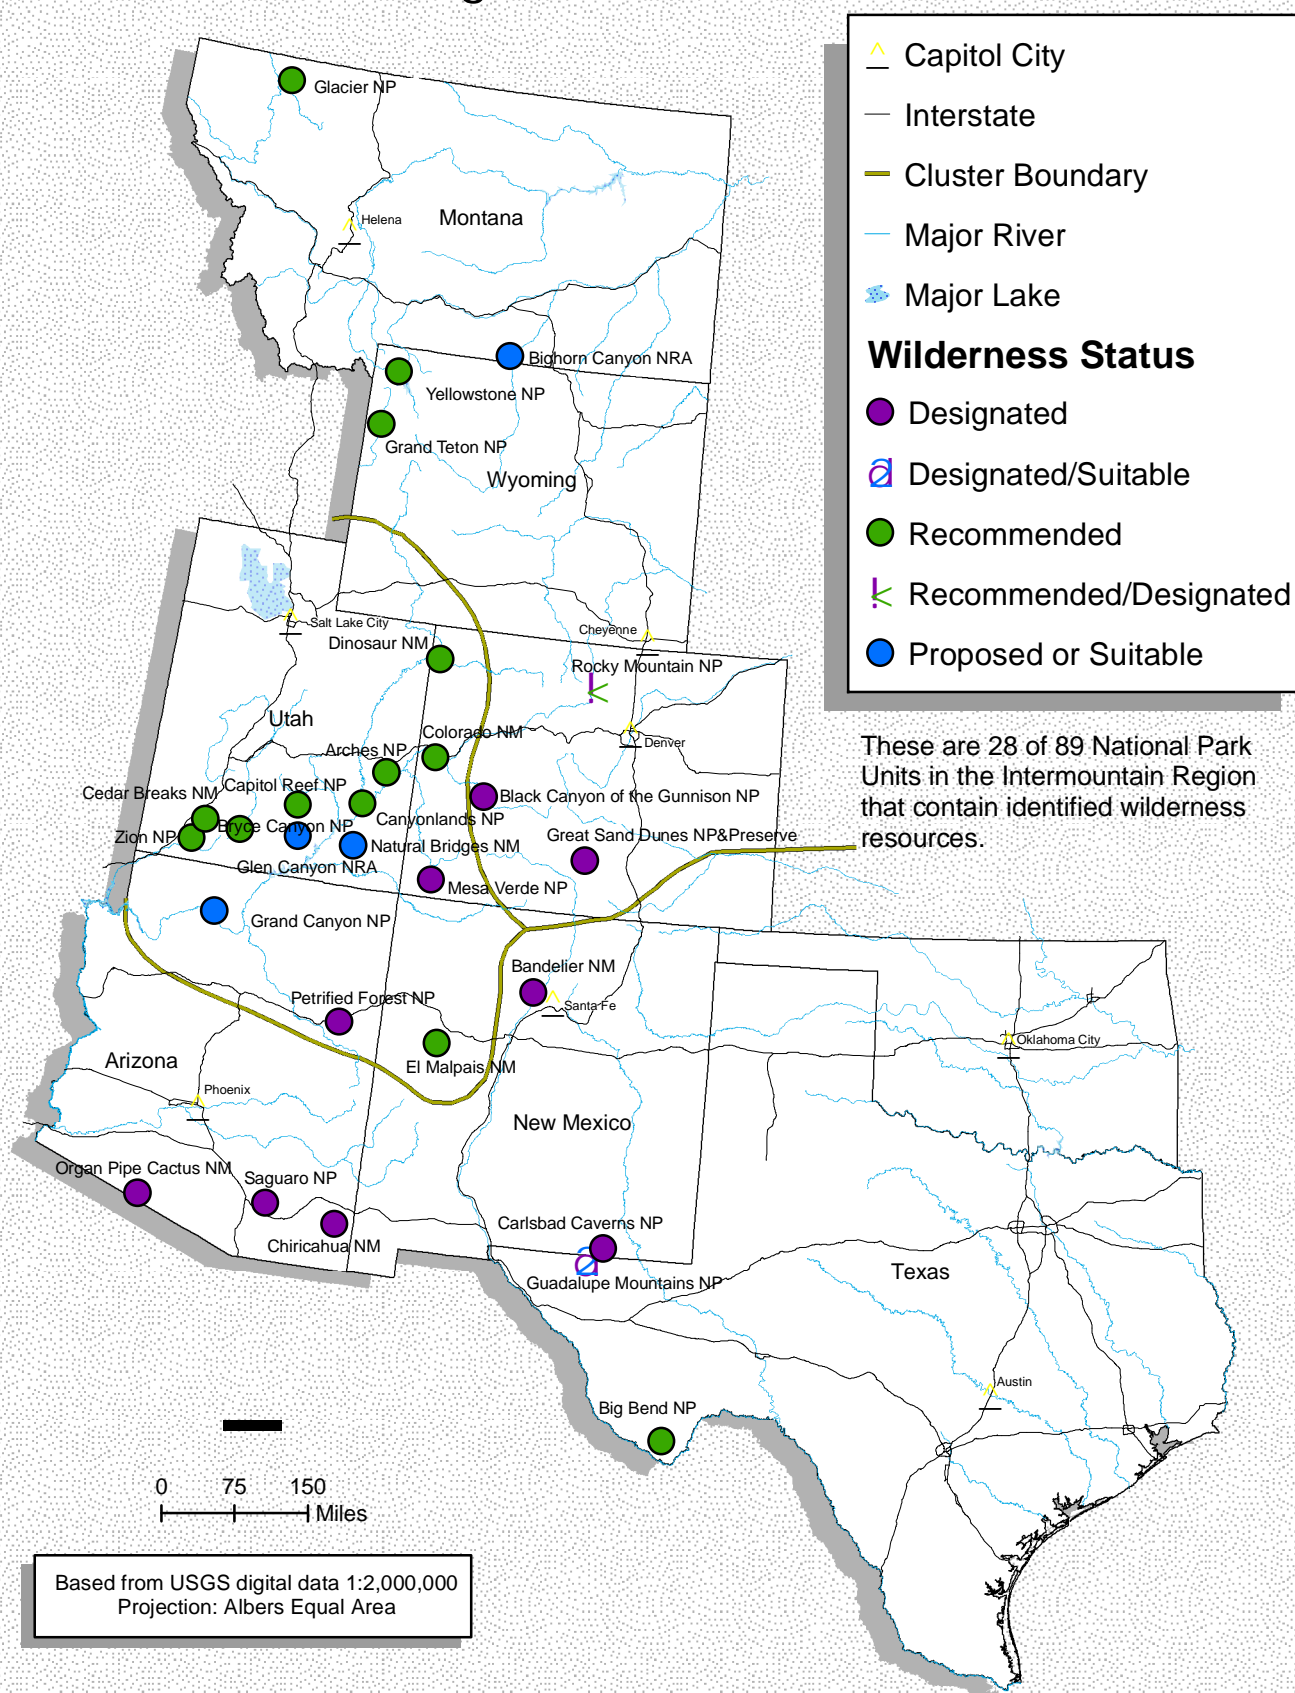 Capitol City
Interstate
Cluster Boundary
Major River
Major Lake
Wilderness Status
Designated
Designated/Suitable
Recommended
Recommended/Designated
Proposed or Suitable
These are 28 of 89 National Park
Units in the Intermountain Region
that contain identified wilderness
resources.
Glacier NP
Helena
Montana
Bighorn Canyon NRA
Yellowstone NP
Grand Teton NP
Wyoming
Salt Lake City
Cheyenne
Dinosaur NM
Rocky Mountain NP
Utah
Colorado NM
Denver
Arches NP
Capitol Reef NP
Cedar Breaks NM
Black Canyon of the Gunnison NP
Canyonlands NP
Bryce Canyon NP
Zion NP
Great Sand Dunes NP&Preserve
Natural Bridges NM
Glen Canyon NRA
Mesa Verde NP
Grand Canyon NP
Bandelier NM
Petrified Forest NP
Santa Fe
Arizona
El Malpais NM
Oklahoma City
Phoenix
New Mexico
Organ Pipe Cactus NM
Saguaro NP
Chiricahua NM
Carlsbad Caverns NP
Guadalupe Mountains NP
Texas
Austin
Big Bend NP
0 75 150
Miles
Based from USGS digital data 1:2,000,000
Projection: Albers Equal Area